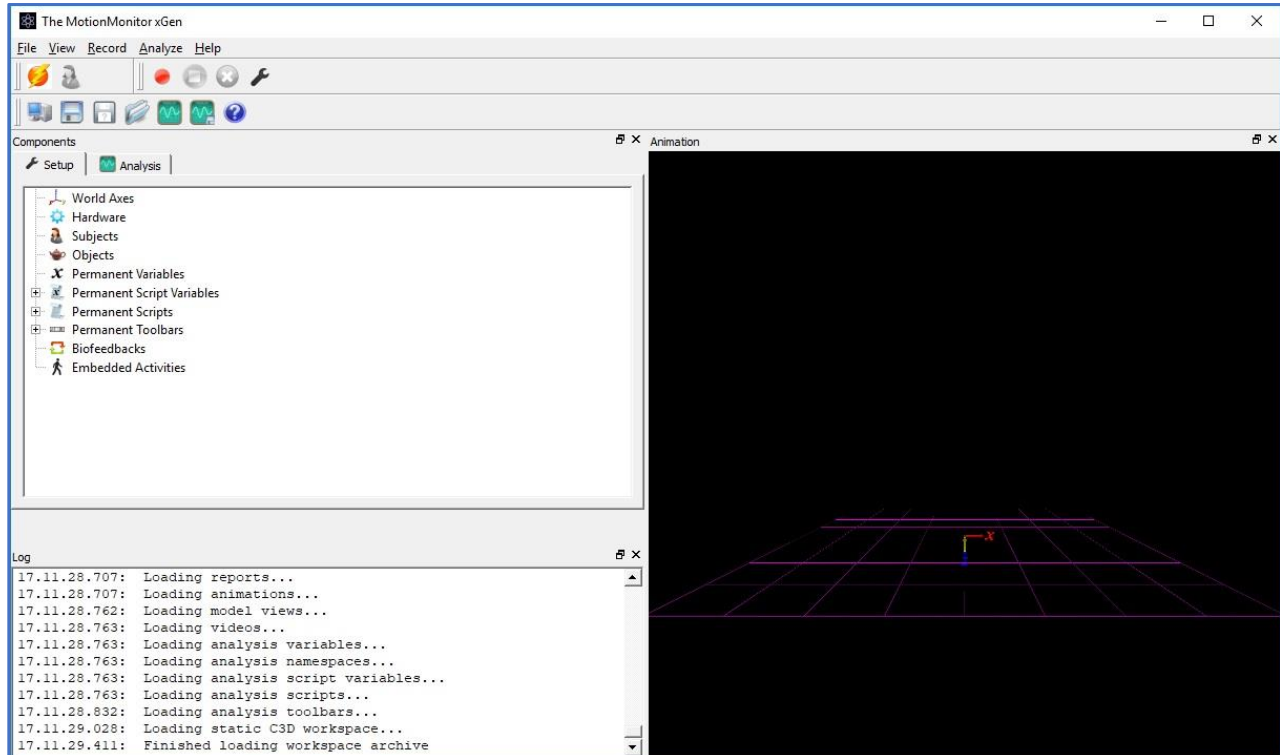 The MotionMonitor xGen
File View Record Analyze Help
Components
Animation
Setup Analysis
World Axes
Hardware
Subjects
Objects
Permanent Variables
Permanent Script Variables
Permanent Scripts
Permanent Toolbars
Biofeedbacks
Embedded Activities
x
Log
17.11.28.707: Loading reports...
17.11.28.707: Loading animations...
17.11.28.762: Loading model views...
17.11.28.763: Loading videos...
17.11.28.763: Loading analysis variables...
17.11.28.763: Loading analysis namespaces...
17.11.28.763: Loading analysis script variables...
17.11.28.763: Loading analysis scripts...
17.11.28.832: Loading analysis toolbars...
17.11.29.028: Loading static C3D workspace...
17.11.29.411: Finished loading workspace archive